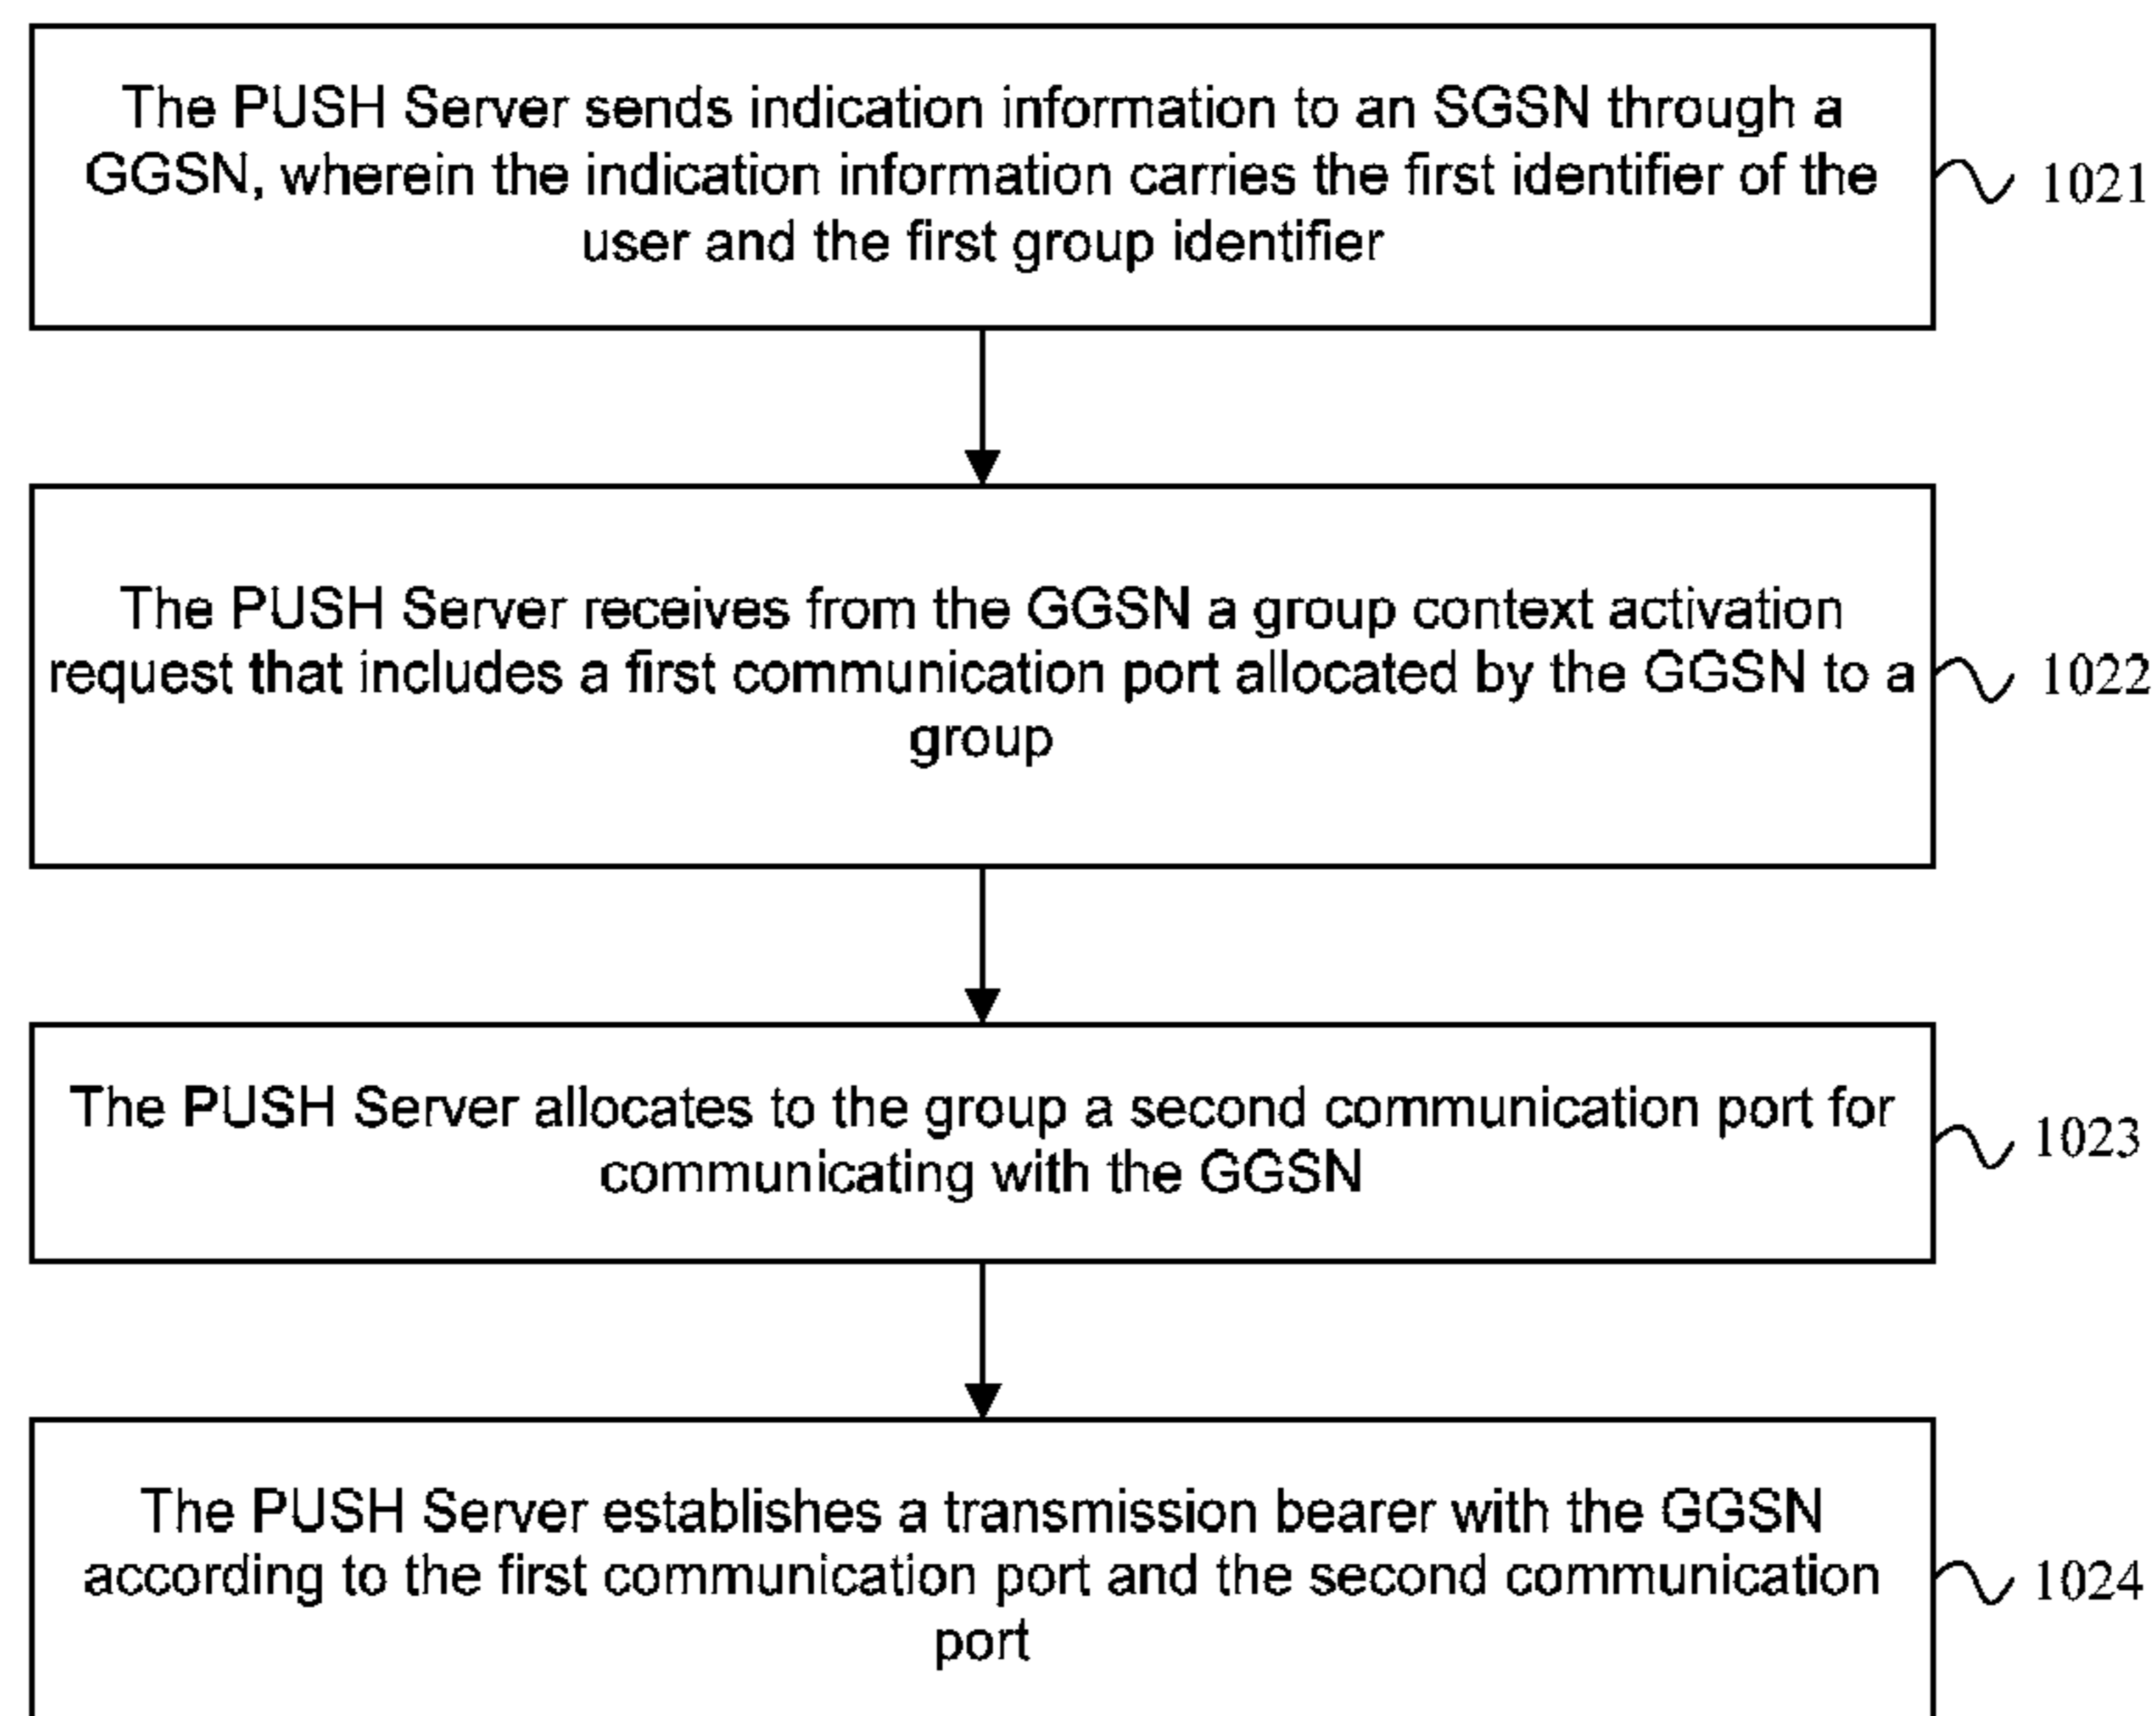 The PUSH Server sends indication information to an SGSN through a
GGSN, wherein the indication information carries the first identifier of the
user and the first group identifier
1021
The PUSH Server receives from the GGSN a group context activation
request that includes a first communication port allocated by the GGSN to a
group
1022
The PUSH Server allocates to the group a second communication port for
communicating with the GGSN
1023
The PUSH Server establishes a transmission bearer with the GGSN
according to the first communication port and the second communication
port
1024